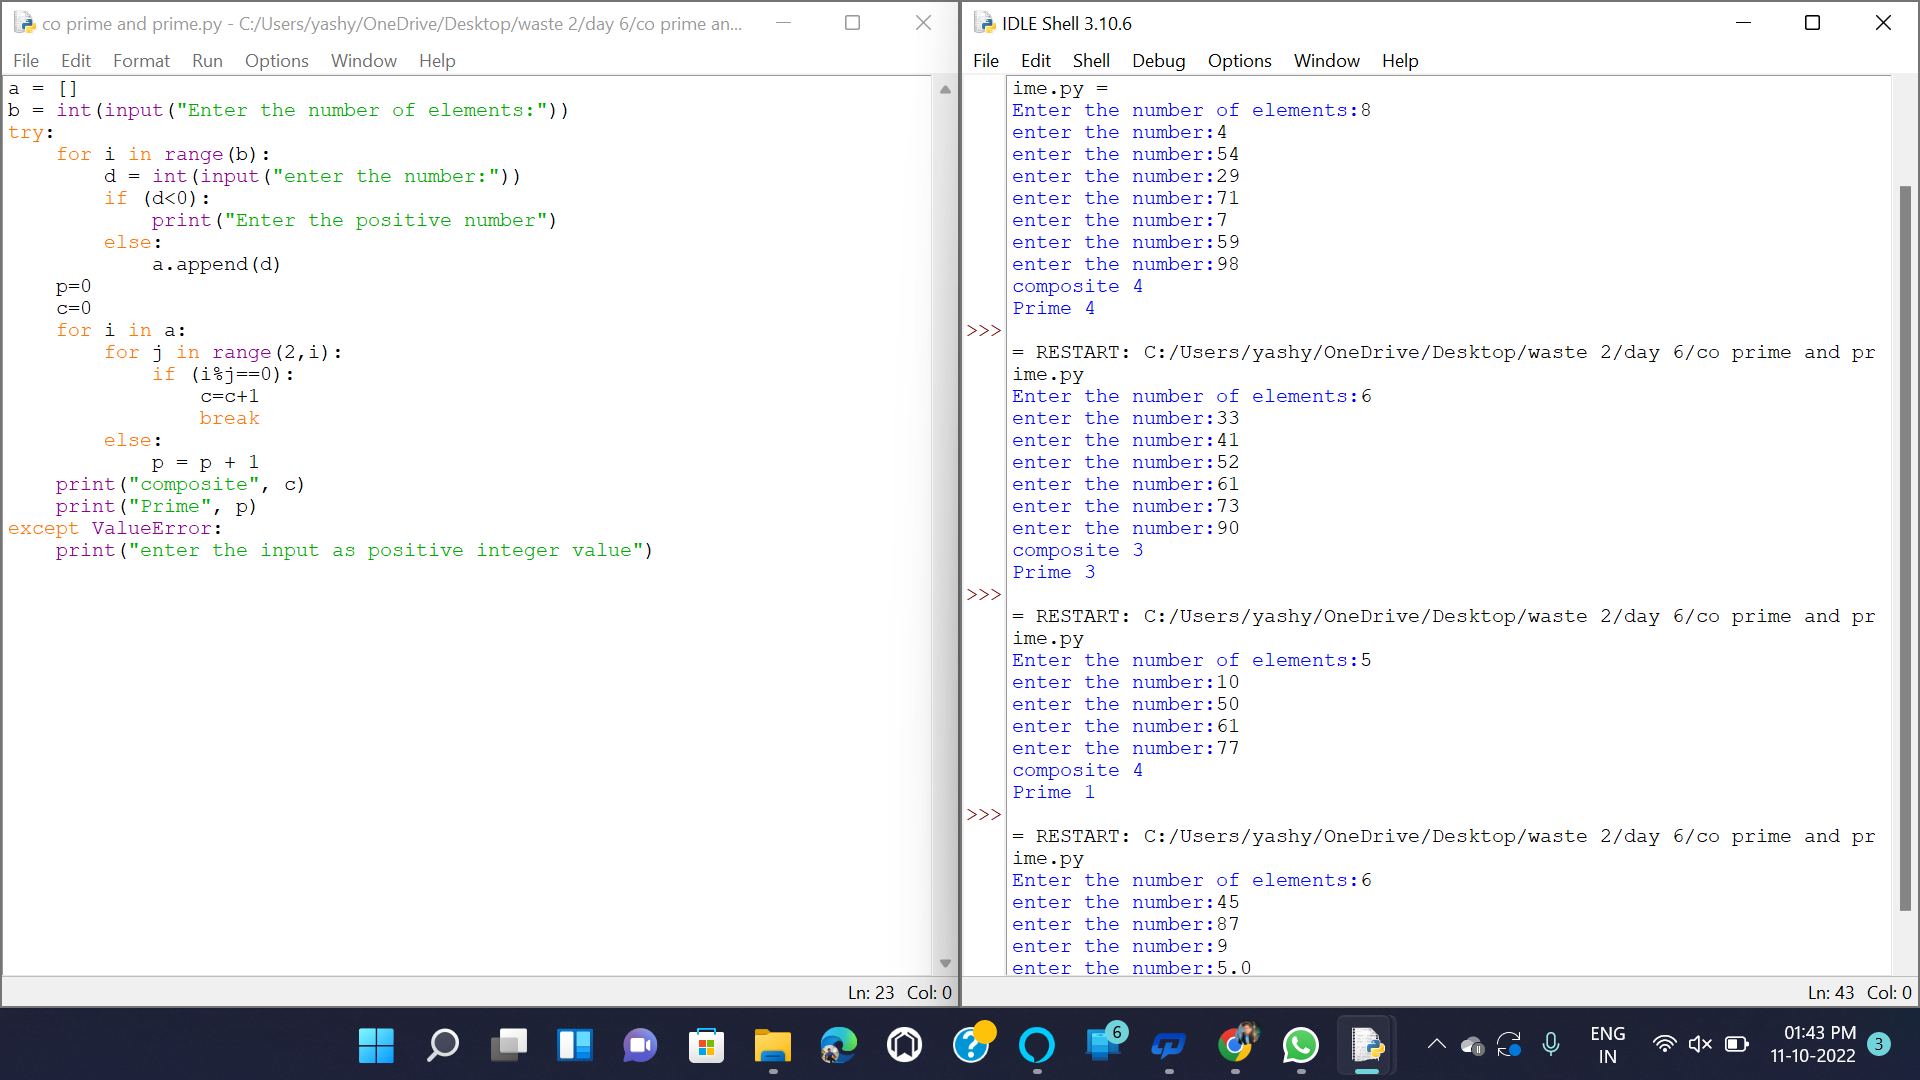 co prime and prime.py - C:/Users/yashy/OneDrive/Desktop/waste 2/day 6/co prime an...
File Edit Format Run Options Window Help
a = []
b = int(input("Enter the number of elements:"))
try:
    for i in range(b):
        d = int(input("enter the number:"))
        if (d<0):
            print("Enter the positive number")
        else:
            a.append(d)
    p=0
    c=0
    for i in a:
        for j in range(2,i):
            if (i%j==0):
                c=c+1
                break
        else:
            p = p + 1
    print("composite", c)
    print("Prime", p)
except ValueError:
    print("enter the input as positive integer value")
Ln: 23 Col: 0
IDLE Shell 3.10.6
File Edit Shell Debug Options Window Help
ime.py =
Enter the number of elements:8
enter the number:4
enter the number:54
enter the number:29
enter the number:71
enter the number:7
enter the number:59
enter the number:98
composite 4
Prime 4
>>>
= RESTART: C:/Users/yashy/OneDrive/Desktop/waste 2/day 6/co prime and pr
ime.py
Enter the number of elements:6
enter the number:33
enter the number:41
enter the number:52
enter the number:61
enter the number:73
enter the number:90
composite 3
Prime 3
>>>
= RESTART: C:/Users/yashy/OneDrive/Desktop/waste 2/day 6/co prime and pr
ime.py
Enter the number of elements:5
enter the number:10
enter the number:50
enter the number:61
enter the number:77
composite 4
Prime 1
>>>
= RESTART: C:/Users/yashy/OneDrive/Desktop/waste 2/day 6/co prime and pr
ime.py
Enter the number of elements:6
enter the number:45
enter the number:87
enter the number:9
enter the number:5.0
Ln: 43 Col: 0
6
ENG
IN
01:43 PM
11-10-2022
3